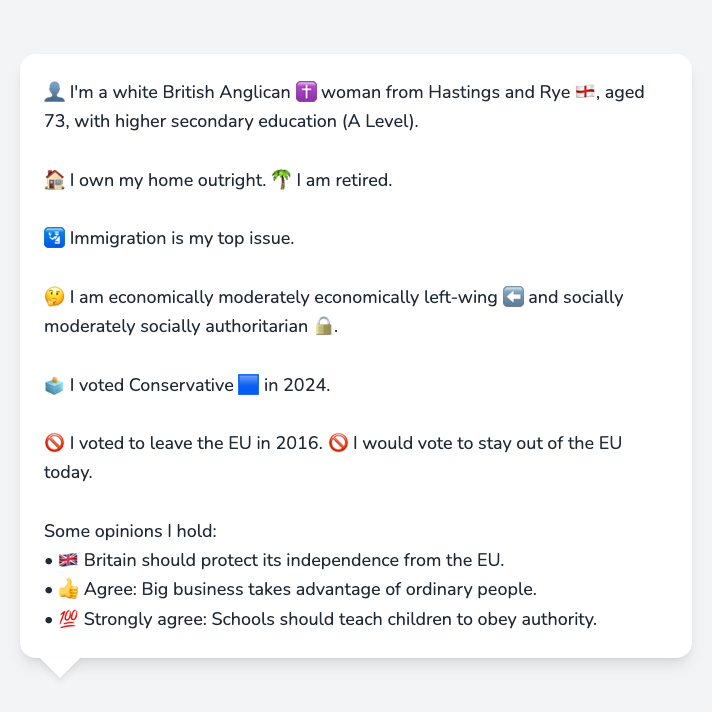 👤 I'm a white British Anglican ✝️ woman from Hastings and Rye 🏴󠁧󠁢󠁥󠁮󠁧󠁿, aged
73, with higher secondary education (A Level).
🏠 I own my home outright. 🌴 I am retired.
🛂 Immigration is my top issue.
🤔 I am economically moderately economically left-wing ⬅️ and socially
moderately socially authoritarian 🔒.
🗳️ I voted Conservative 🟦 in 2024.
🚫 I voted to leave the EU in 2016. 🚫 I would vote to stay out of the EU
today.
Some opinions I hold:
• 🇬🇧 Britain should protect its independence from the EU.
• 👍 Agree: Big business takes advantage of ordinary people.
• 💯 Strongly agree: Schools should teach children to obey authority.